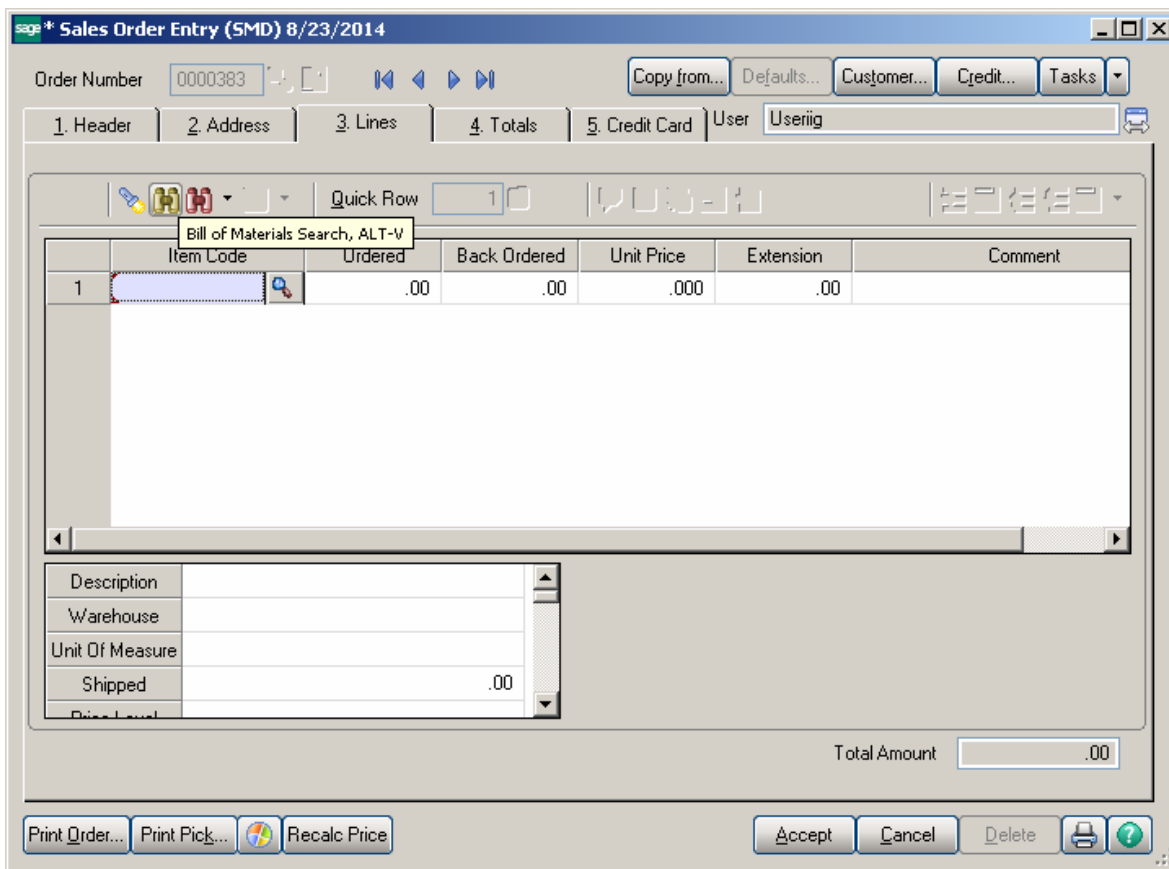 sage * Sales Order Entry (SMD) 8/23/2014
Order Number 0000383 Copy from... Defaults... Customer... Credit... Tasks
1. Header 2. Address 3. Lines 4. Totals 5. Credit Card User Useriig
Quick Row 1
Bill of Materials Search, ALT-V
Item Code Ordered Back Ordered Unit Price Extension Comment
1 .00 .00 .000 .00
Description
Warehouse
Unit Of Measure
Shipped .00
Price Level
Total Amount .00
Print Order... Print Pick... Recalc Price Accept Cancel Delete